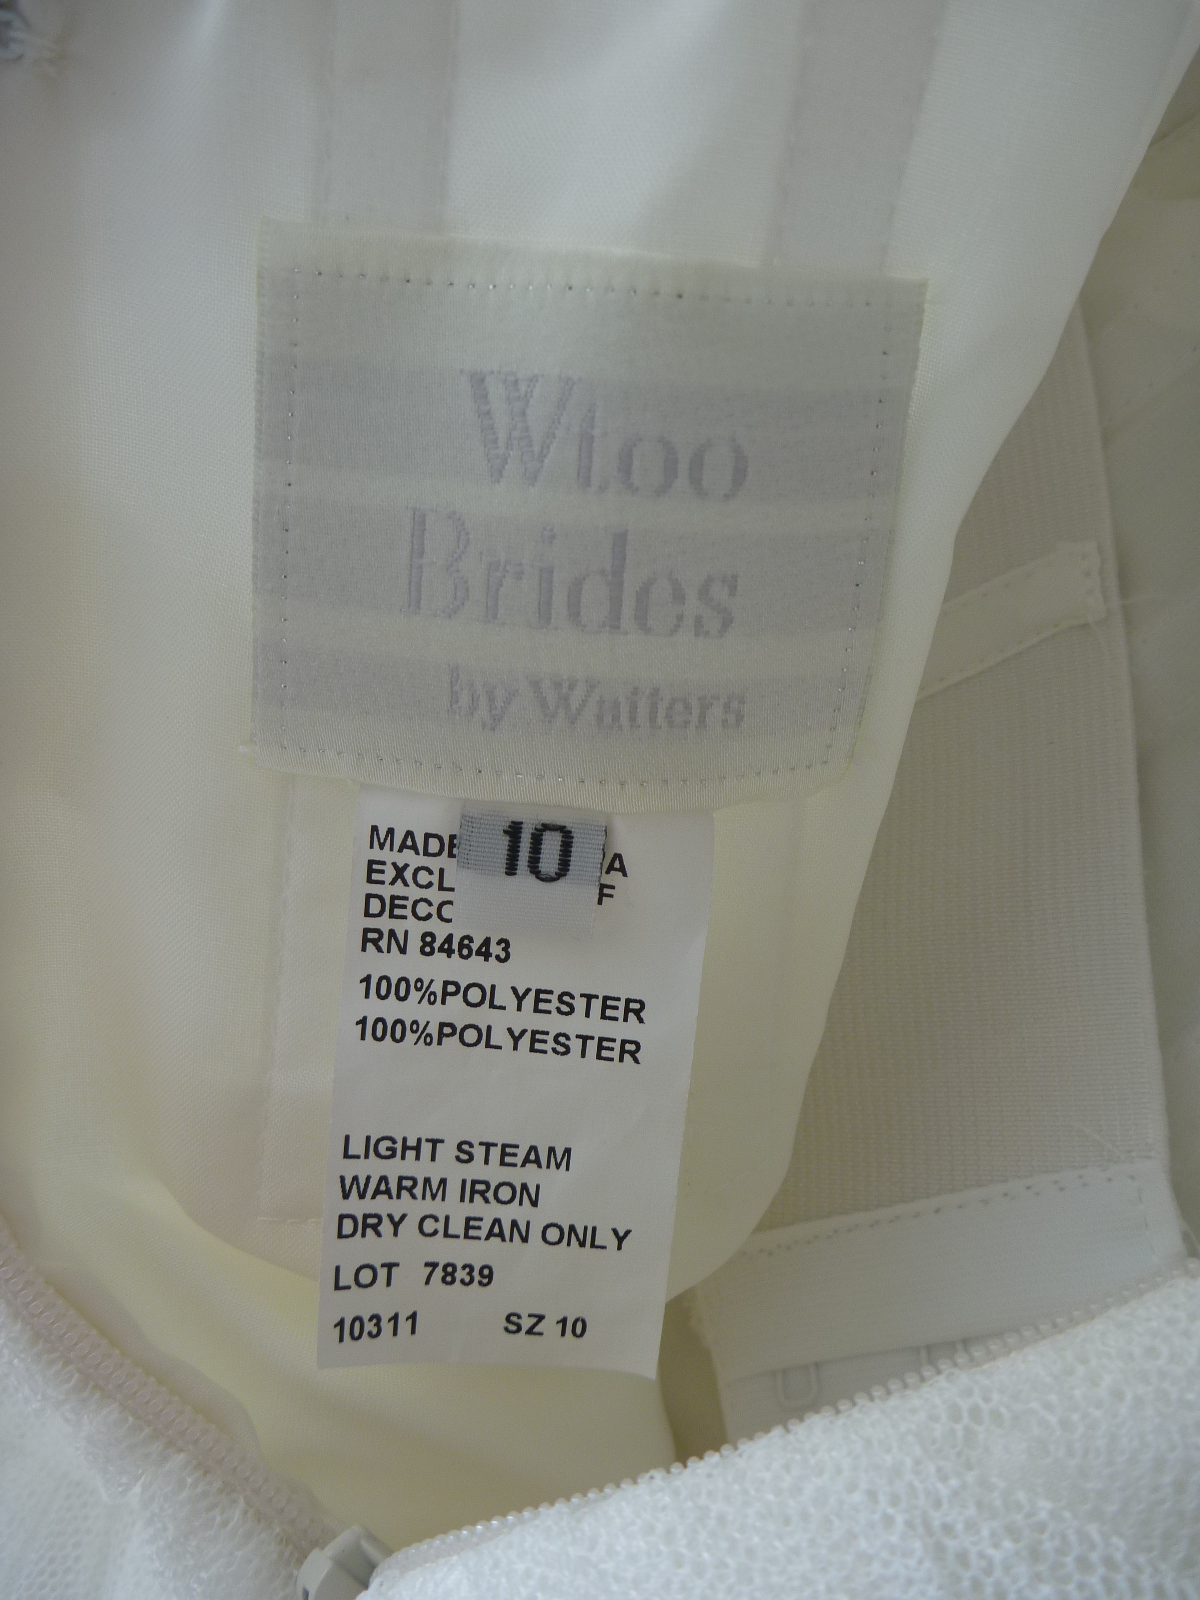 Wtoo
Brides
by Watters
10
MADE A
EXCL F
DECC
RN 84643
100%POLYESTER
100%POLYESTER
LIGHT STEAM
WARM IRON
DRY CLEAN ONLY
LOT 7839
10311 SZ 10